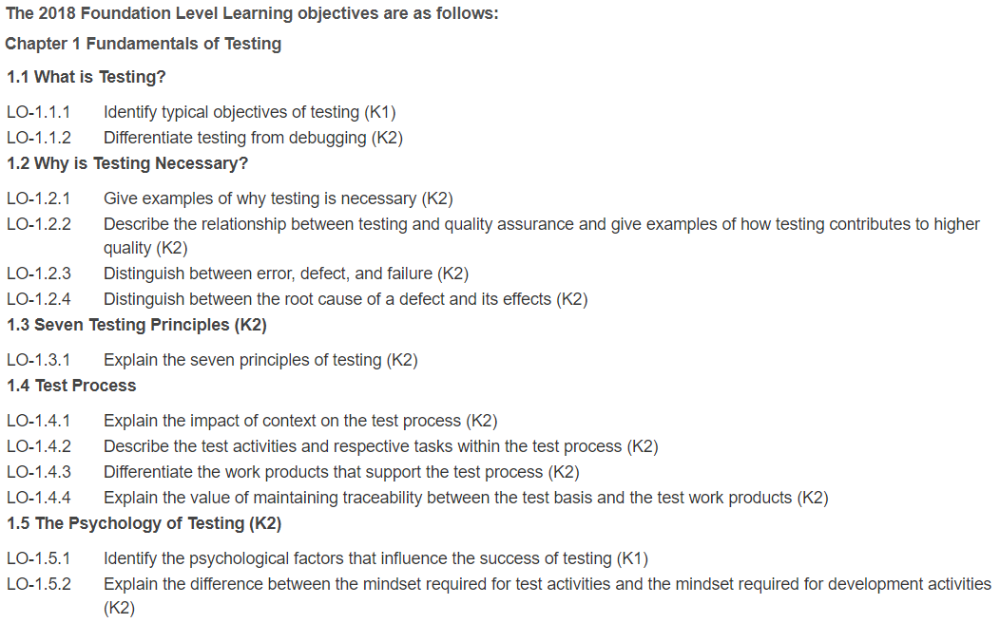 The 2018 Foundation Level Learning objectives are as follows:
Chapter 1 Fundamentals of Testing
1.1 What is Testing?
LO-1.1.1 Identify typical objectives of testing (K1)
LO-1.1.2 Differentiate testing from debugging (K2)
1.2 Why is Testing Necessary?
LO-1.2.1 Give examples of why testing is necessary (K2)
LO-1.2.2 Describe the relationship between testing and quality assurance and give examples of how testing contributes to higher
quality (K2)
LO-1.2.3 Distinguish between error, defect, and failure (K2)
LO-1.2.4 Distinguish between the root cause of a defect and its effects (K2)
1.3 Seven Testing Principles (K2)
LO-1.3.1 Explain the seven principles of testing (K2)
1.4 Test Process
LO-1.4.1 Explain the impact of context on the test process (K2)
LO-1.4.2 Describe the test activities and respective tasks within the test process (K2)
LO-1.4.3 Differentiate the work products that support the test process (K2)
LO-1.4.4 Explain the value of maintaining traceability between the test basis and the test work products (K2)
1.5 The Psychology of Testing (K2)
LO-1.5.1 Identify the psychological factors that influence the success of testing (K1)
LO-1.5.2 Explain the difference between the mindset required for test activities and the mindset required for development activities
(K2)